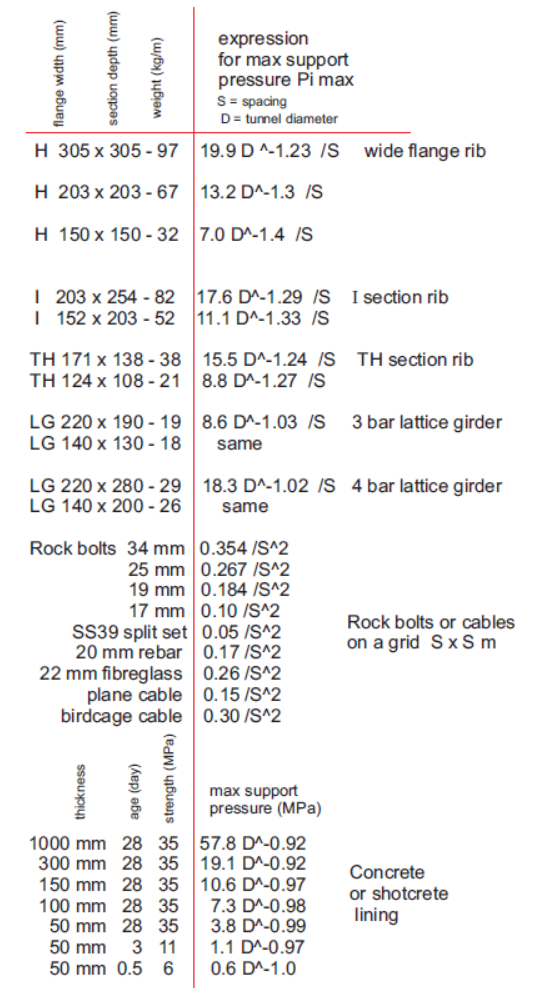 flange width (mm)
section depth (mm)
weight (kg/m)
expression
for max support
pressure Pi max
S = spacing
D = tunnel diameter
H 305 x 305 - 97 19.9 D ^-1.23 /S wide flange rib
H 203 x 203 - 67 13.2 D^-1.3 /S
H 150 x 150 - 32 7.0 D^-1.4 /S
I 203 x 254 - 82 17.6 D^-1.29 /S I section rib
I 152 x 203 - 52 11.1 D^-1.33 /S
TH 171 x 138 - 38 15.5 D^-1.24 /S TH section rib
TH 124 x 108 - 21 8.8 D^-1.27 /S
LG 220 x 190 - 19 8.6 D^-1.03 /S 3 bar lattice girder
LG 140 x 130 - 18 same
LG 220 x 280 - 29 18.3 D^-1.02 /S 4 bar lattice girder
LG 140 x 200 - 26 same
Rock bolts 34 mm 0.354 /S^2
25 mm 0.267 /S^2
19 mm 0.184 /S^2
17 mm 0.10 /S^2
SS39 split set 0.05 /S^2
20 mm rebar 0.17 /S^2
22 mm fibreglass 0.26 /S^2
plane cable 0.15 /S^2
birdcage cable 0.30 /S^2
Rock bolts or cables
on a grid S x S m
thickness
age (day)
strength (MPa)
max support
pressure (MPa)
1000 mm 28 35 57.8 D^-0.92
300 mm 28 35 19.1 D^-0.92
150 mm 28 35 10.6 D^-0.97
100 mm 28 35 7.3 D^-0.98
50 mm 28 35 3.8 D^-0.99
50 mm 3 11 1.1 D^-0.97
50 mm 0.5 6 0.6 D^-1.0
Concrete
or shotcrete
lining